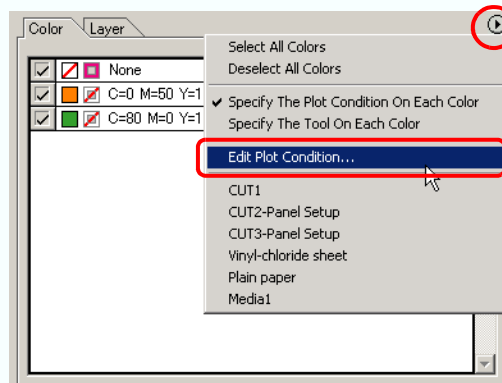 Color Layer
None
C=0 M=50 Y=1
C=80 M=0 Y=1
Select All Colors
Deselect All Colors
Specify The Plot Condition On Each Color
Specify The Tool On Each Color
Edit Plot Condition...
CUT1
CUT2-Panel Setup
CUT3-Panel Setup
Vinyl-chloride sheet
Plain paper
Media1